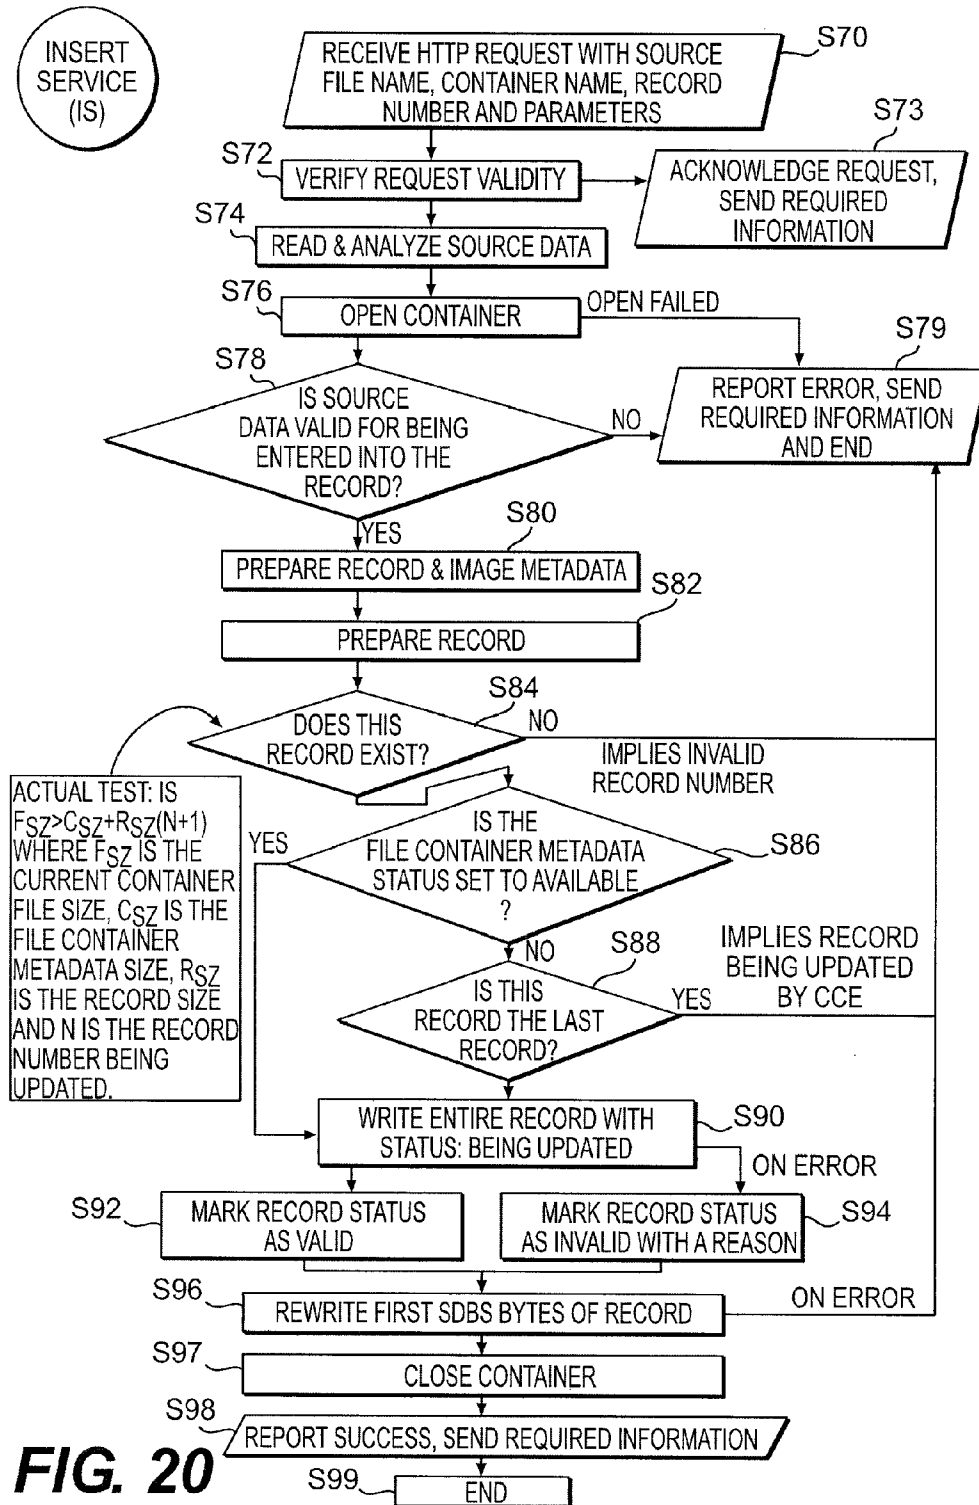 INSERT
SERVICE
(IS)
RECEIVE HTTP REQUEST WITH SOURCE
FILE NAME, CONTAINER NAME, RECORD
NUMBER AND PARAMETERS
S70
S72
VERIFY REQUEST VALIDITY
S73
ACKNOWLEDGE REQUEST,
SEND REQUIRED
INFORMATION
S74
READ & ANALYZE SOURCE DATA
S76
OPEN CONTAINER
OPEN FAILED
S78
IS SOURCE
DATA VALID FOR BEING
ENTERED INTO THE
RECORD?
NO
S79
REPORT ERROR, SEND
REQUIRED INFORMATION
AND END
YES
S80
PREPARE RECORD & IMAGE METADATA
S82
PREPARE RECORD
S84
DOES THIS
RECORD EXIST?
NO
IMPLIES INVALID
RECORD NUMBER
ACTUAL TEST: IS
FSZ>CSZ+RSZ(N+1)
WHERE FSZ IS THE
CURRENT CONTAINER
FILE SIZE, CSZ IS THE
FILE CONTAINER
METADATA SIZE, RSZ
IS THE RECORD SIZE
AND N IS THE RECORD
NUMBER BEING
UPDATED.
YES
IS THE
FILE CONTAINER METADATA
STATUS SET TO AVAILABLE
?
S86
NO
S88
IS THIS
RECORD THE LAST
RECORD?
YES
IMPLIES RECORD
BEING UPDATED
BY CCE
WRITE ENTIRE RECORD WITH
STATUS: BEING UPDATED
S90
ON ERROR
S92
MARK RECORD STATUS
AS VALID
MARK RECORD STATUS
AS INVALID WITH A REASON
S94
S96
REWRITE FIRST SDBS BYTES OF RECORD
ON ERROR
S97
CLOSE CONTAINER
S98
REPORT SUCCESS, SEND REQUIRED INFORMATION
S99
END
FIG. 20